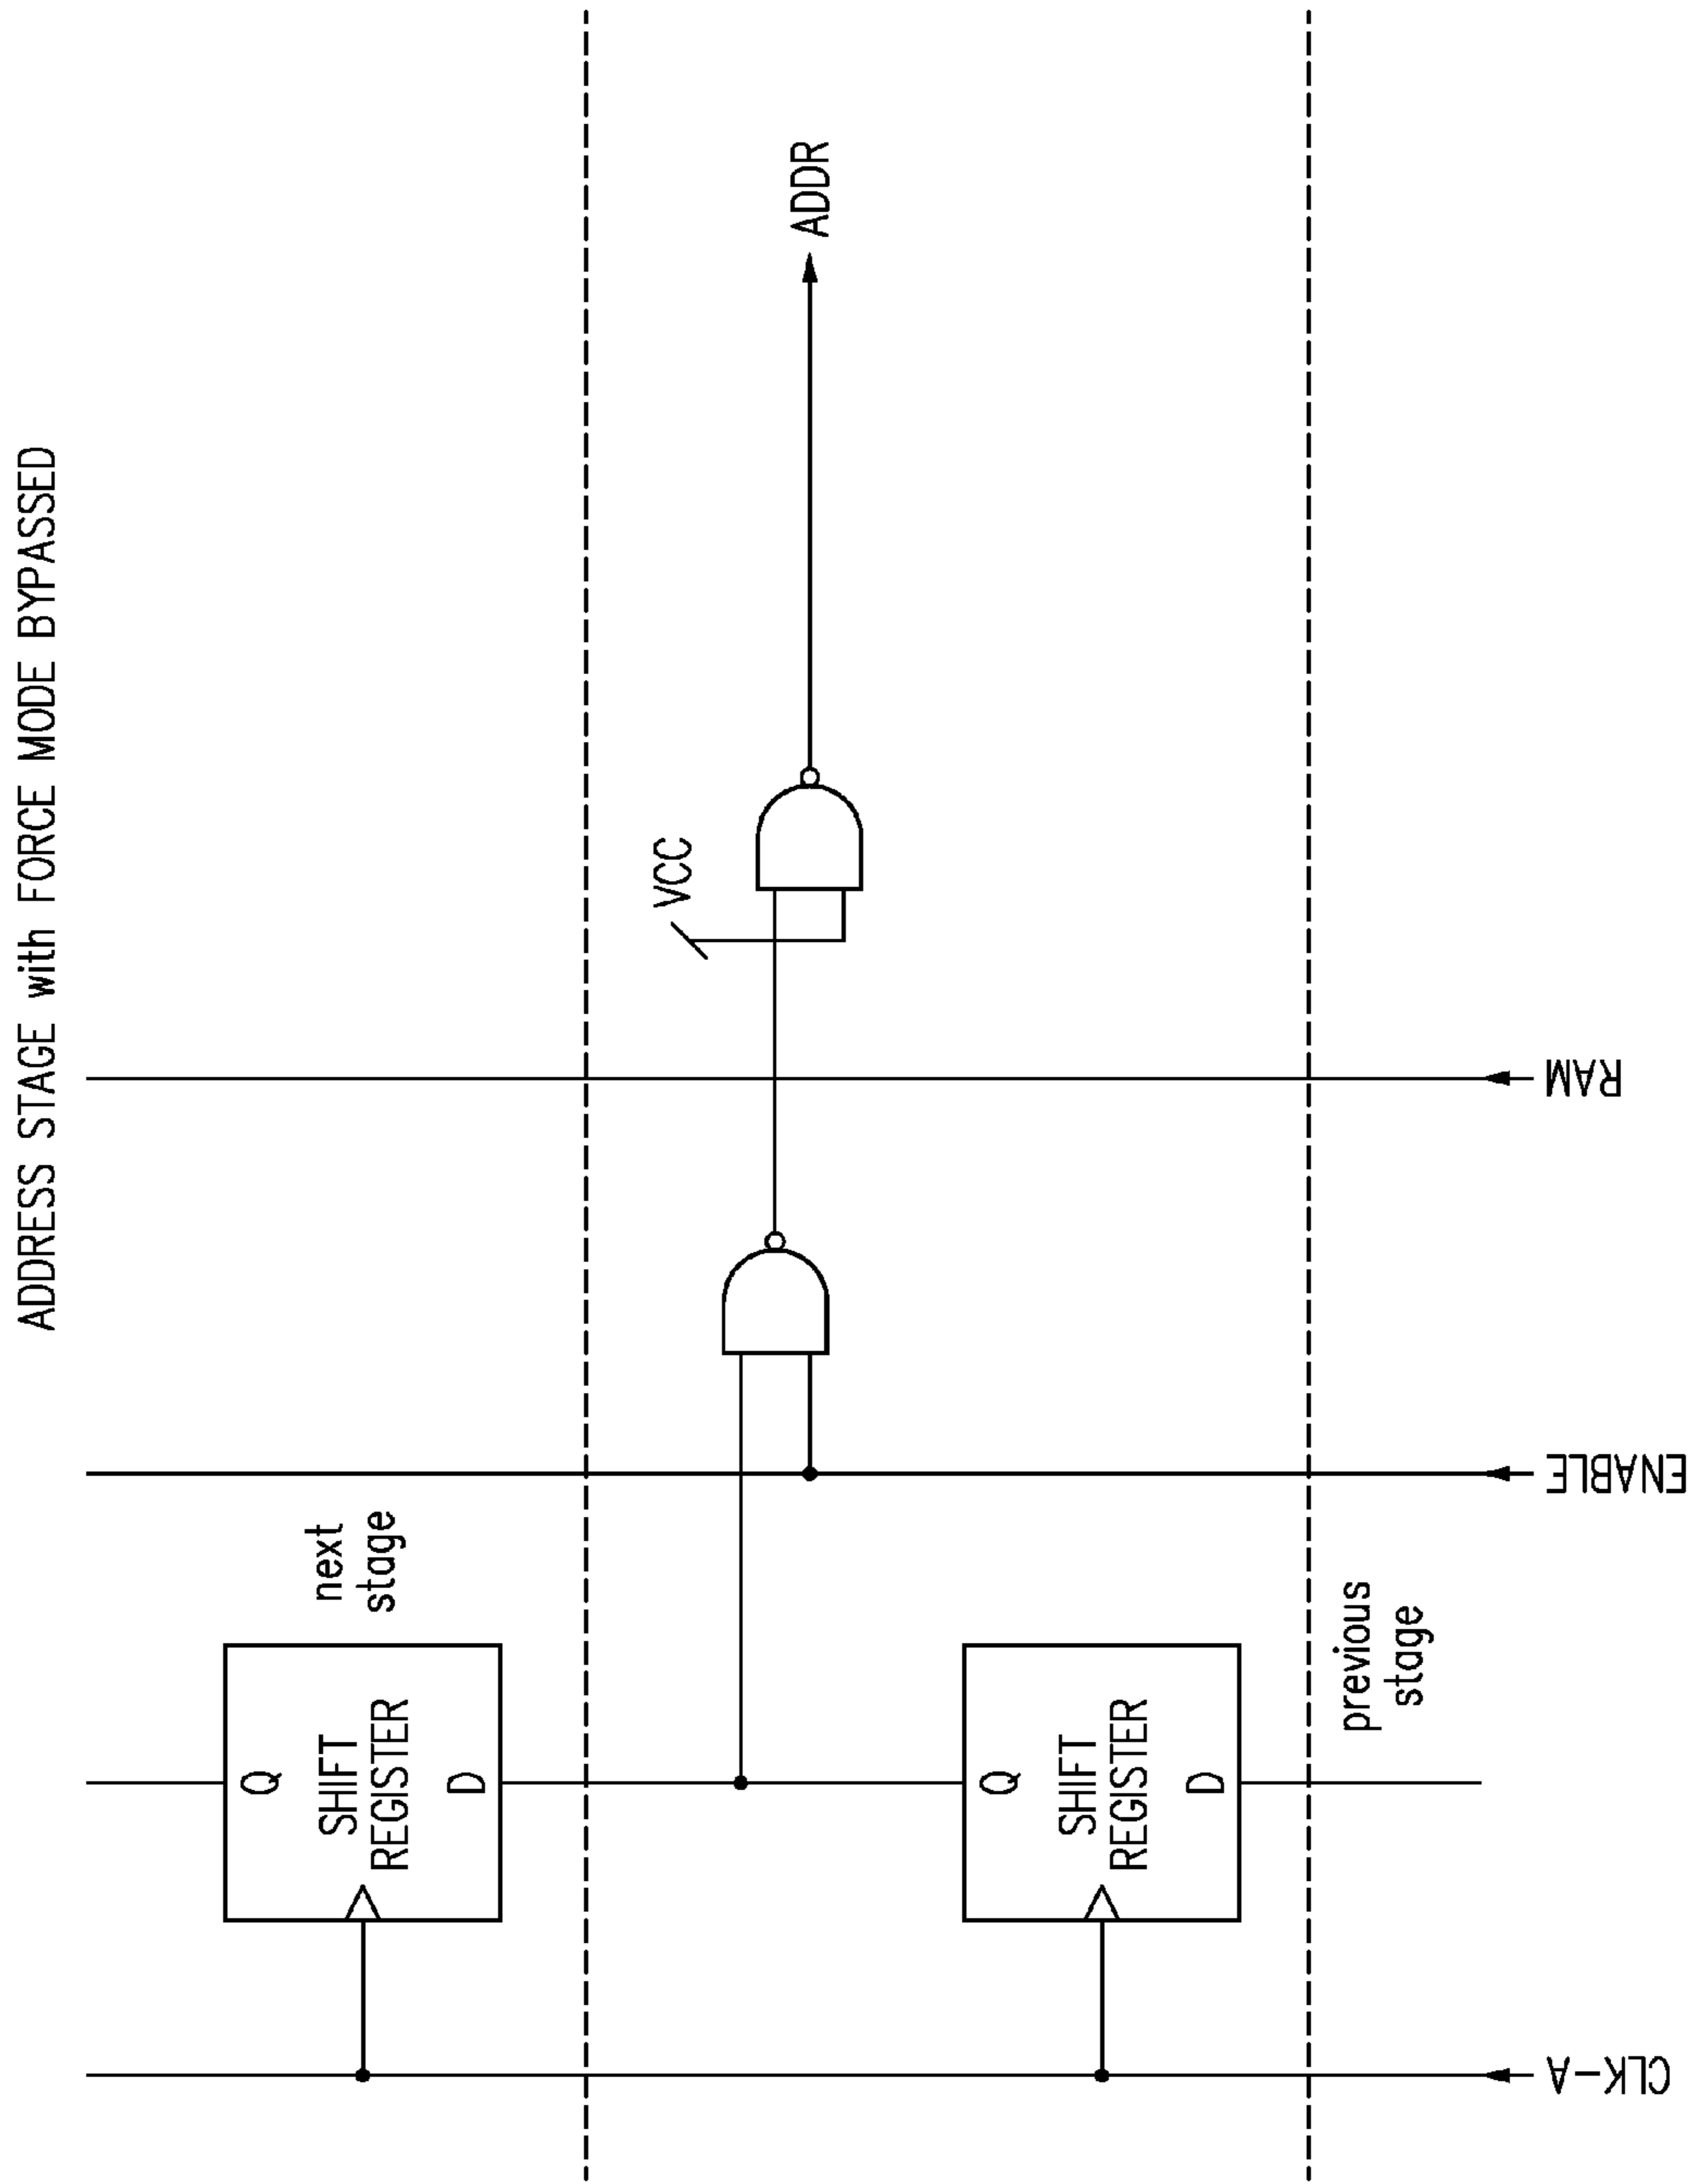 ADDRESS STAGE with FORCE MODE BYPASSED
Q
SHIFT
REGISTER
D
next
stage
VCC
ADDR
Q
SHIFT
REGISTER
D
previous
stage
CLK-A
ENABLE
RAM